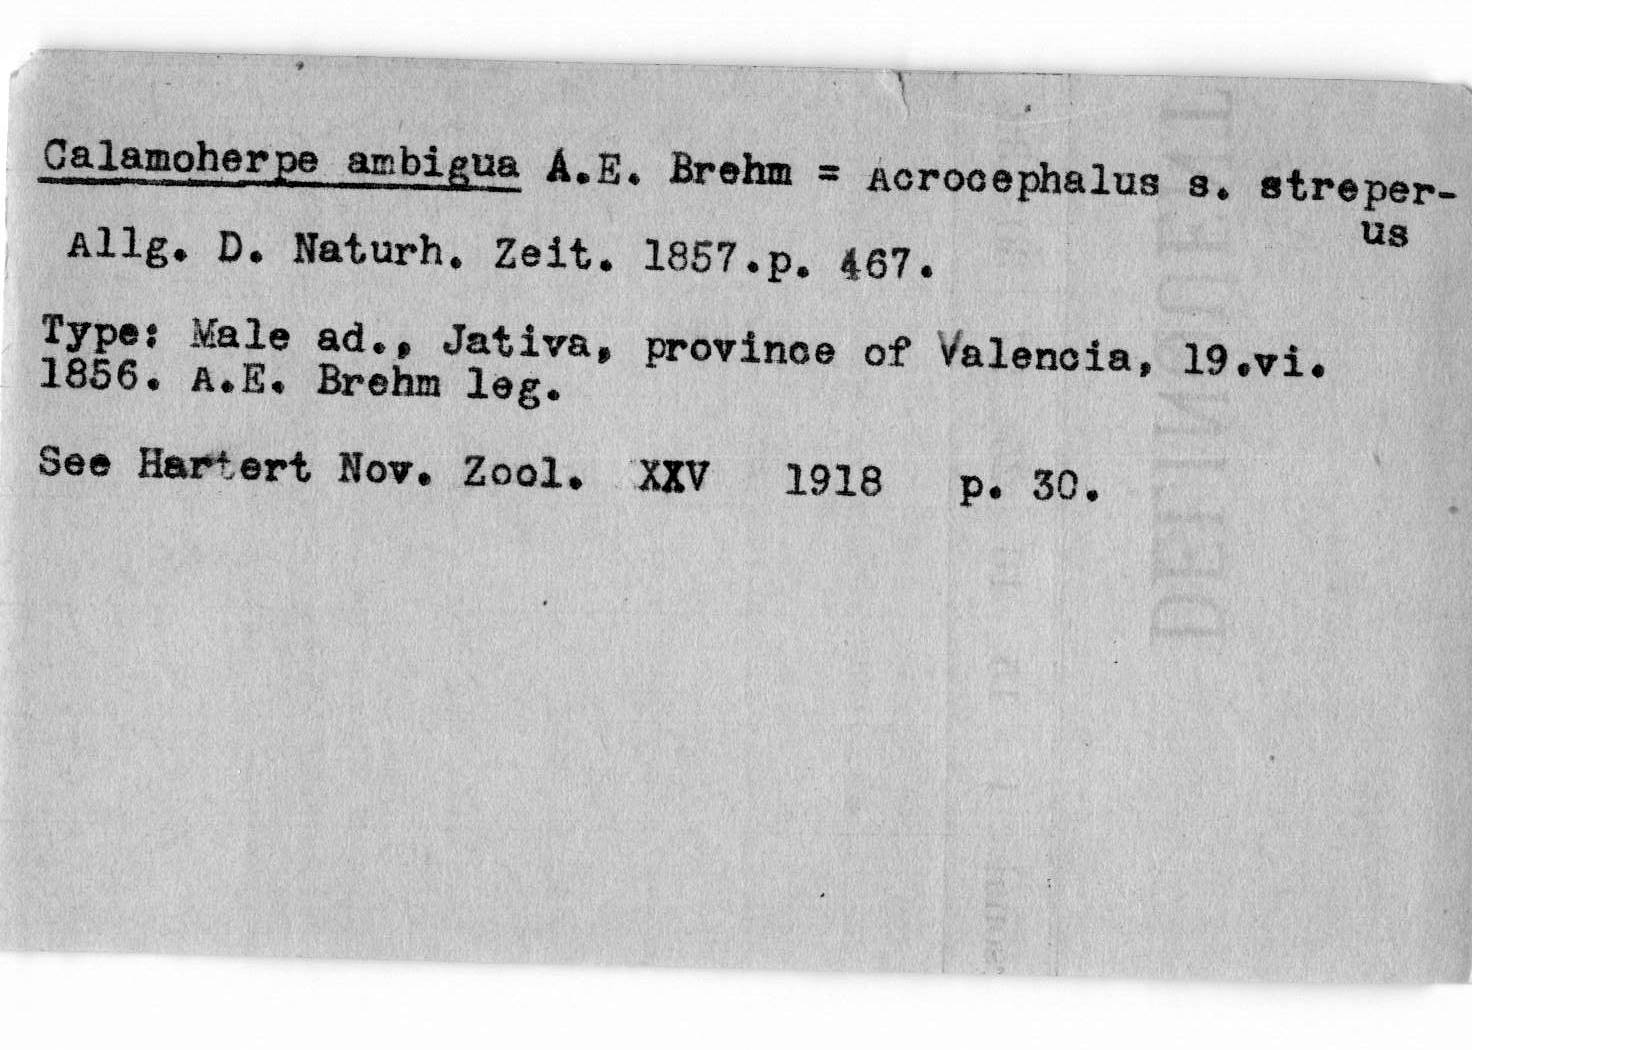 Calamoherpe ambigua A.E. Brehm = Acrocephalus s. streper-
us
Allg. D. Naturh. Zeit. 1857.p. 467.
Type: Male ad., Jativa, province of Valencia, 19.vi.
1856. A.E. Brehm leg.
See Hartert Nov. Zool. XXV 1918 p. 30.